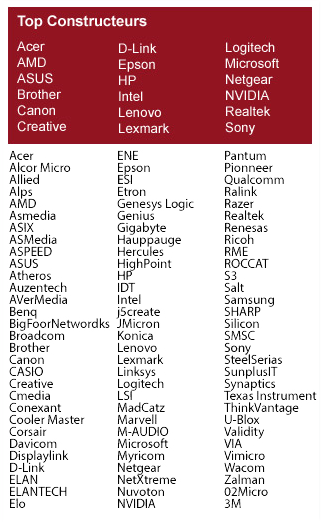 Top Constructeurs
Acer
AMD
ASUS
Brother
Canon
Creative
D-Link
Epson
HP
Intel
Lenovo
Lexmark
Logitech
Microsoft
Netgear
NVIDIA
Realtek
Sony
Acer
Alcor Micro
Allied
Alps
AMD
Asmedia
ASIX
ASMedia
ASPEED
ASUS
Atheros
Auzentech
AVerMedia
Benq
BigFoorNetwordks
Broadcom
Brother
Canon
CASIO
Creative
Cmedia
Conexant
Cooler Master
Corsair
Davicom
Displaylink
D-Link
ELAN
ELANTECH
Elo
ENE
Epson
ESI
Etron
Genesys Logic
Genius
Gigabyte
Hauppauge
Hercules
HighPoint
HP
IDT
Intel
j5create
JMicron
Konica
Lenovo
Lexmark
Linksys
Logitech
LSI
MadCatz
Marvell
M-AUDIO
Microsoft
Myricom
Netgear
NetXtreme
Nuvoton
NVIDIA
Pantum
Pionneer
Qualcomm
Ralink
Razer
Realtek
Renesas
Ricoh
RME
ROCCAT
S3
Salt
Samsung
SHARP
Silicon
SMSC
Sony
SteelSerias
SunplusIT
Synaptics
Texas Instrument
ThinkVantage
U-Blox
Validity
VIA
Vimicro
Wacom
Zalman
02Micro
3M